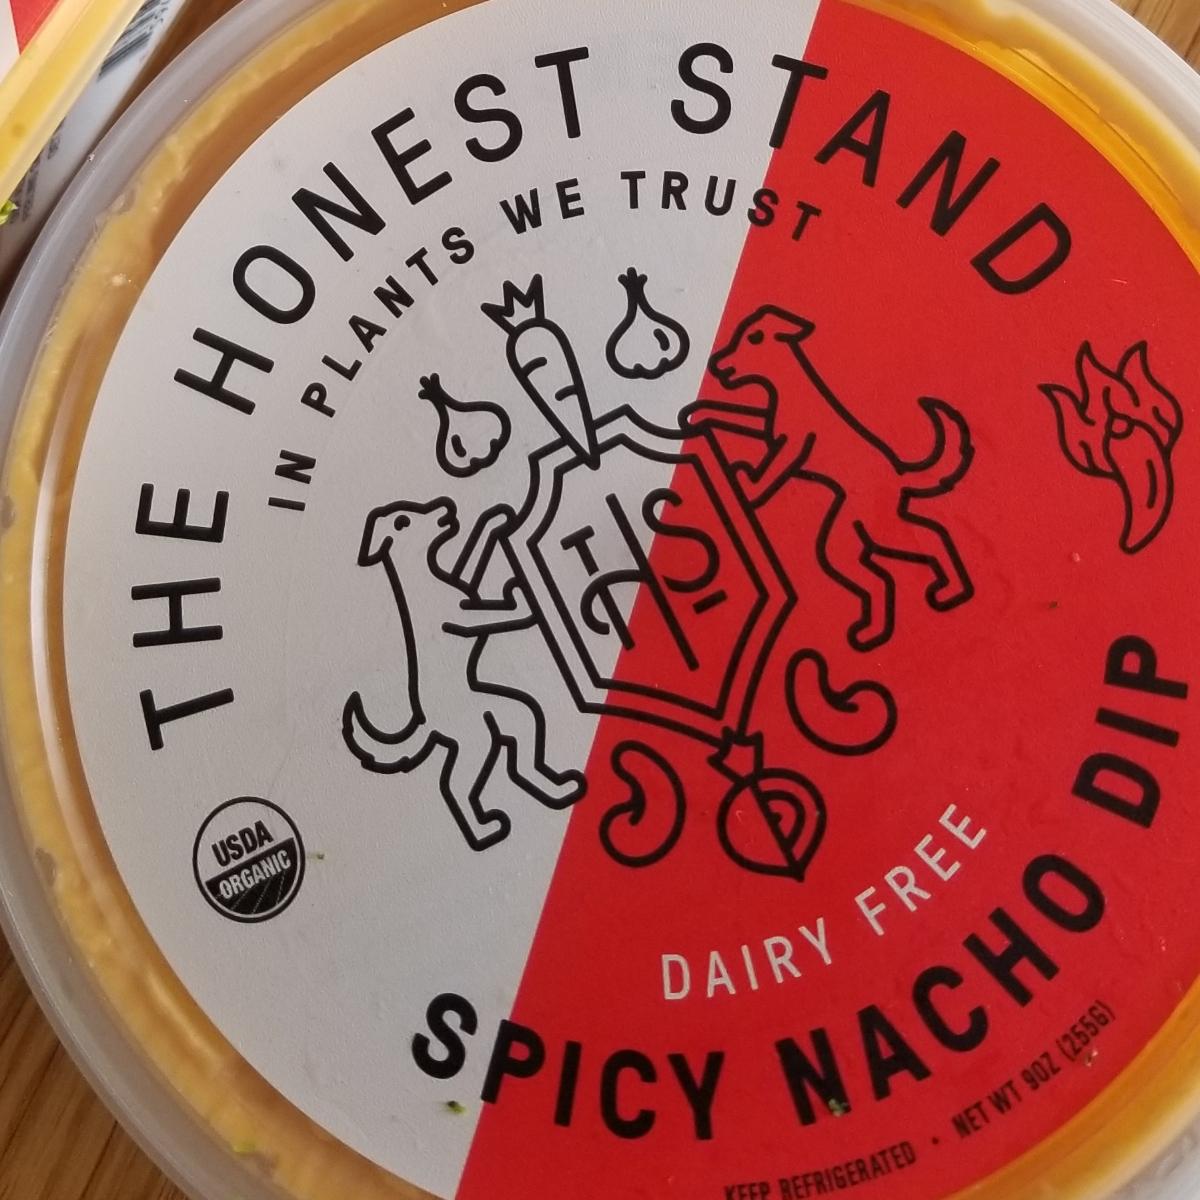 THE HONEST STAND
IN PLANTS WE TRUST
THS
USDA
ORGANIC
DAIRY FREE
SPICY NACHO DIP
KEEP REFRIGERATED · NET WT 9OZ (255G)